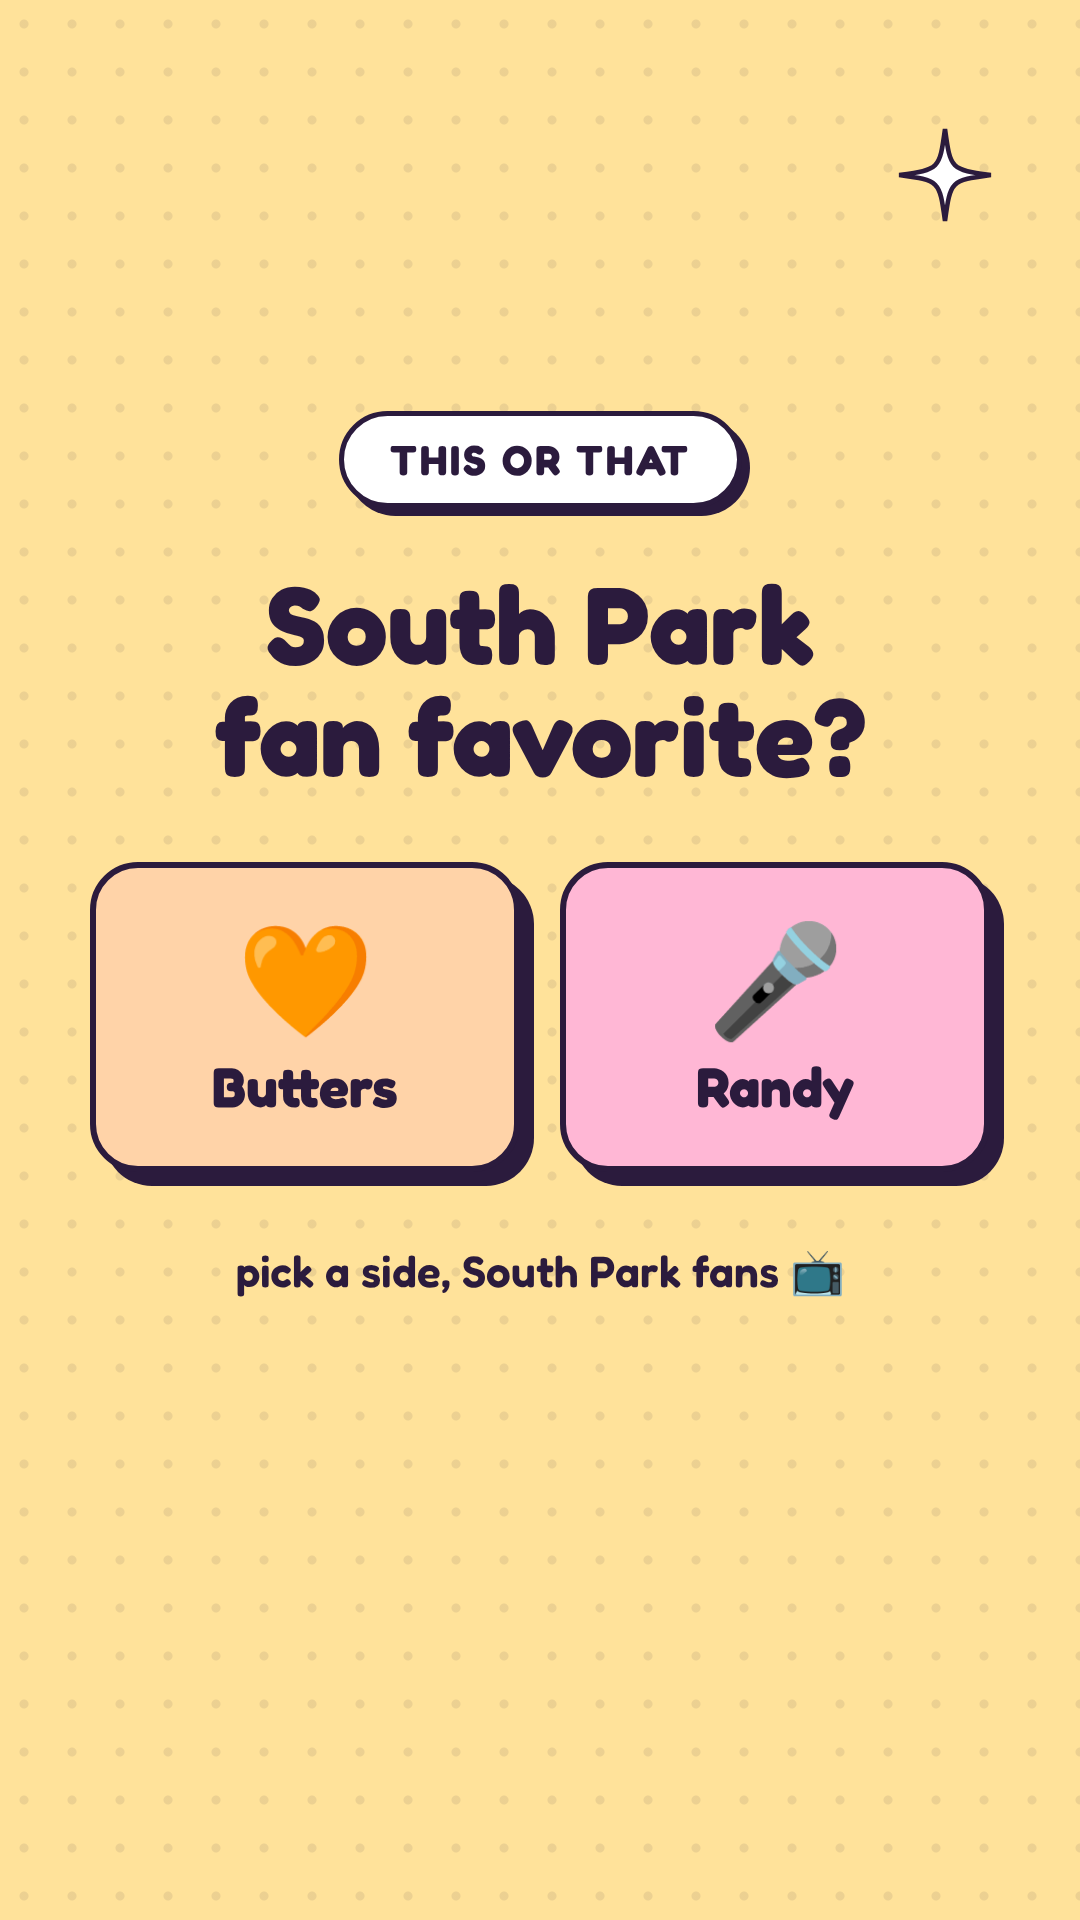 THIS OR THAT
South Park
fan favorite?
🧡
Butters
🎤
Randy
pick a side, South Park fans 📺